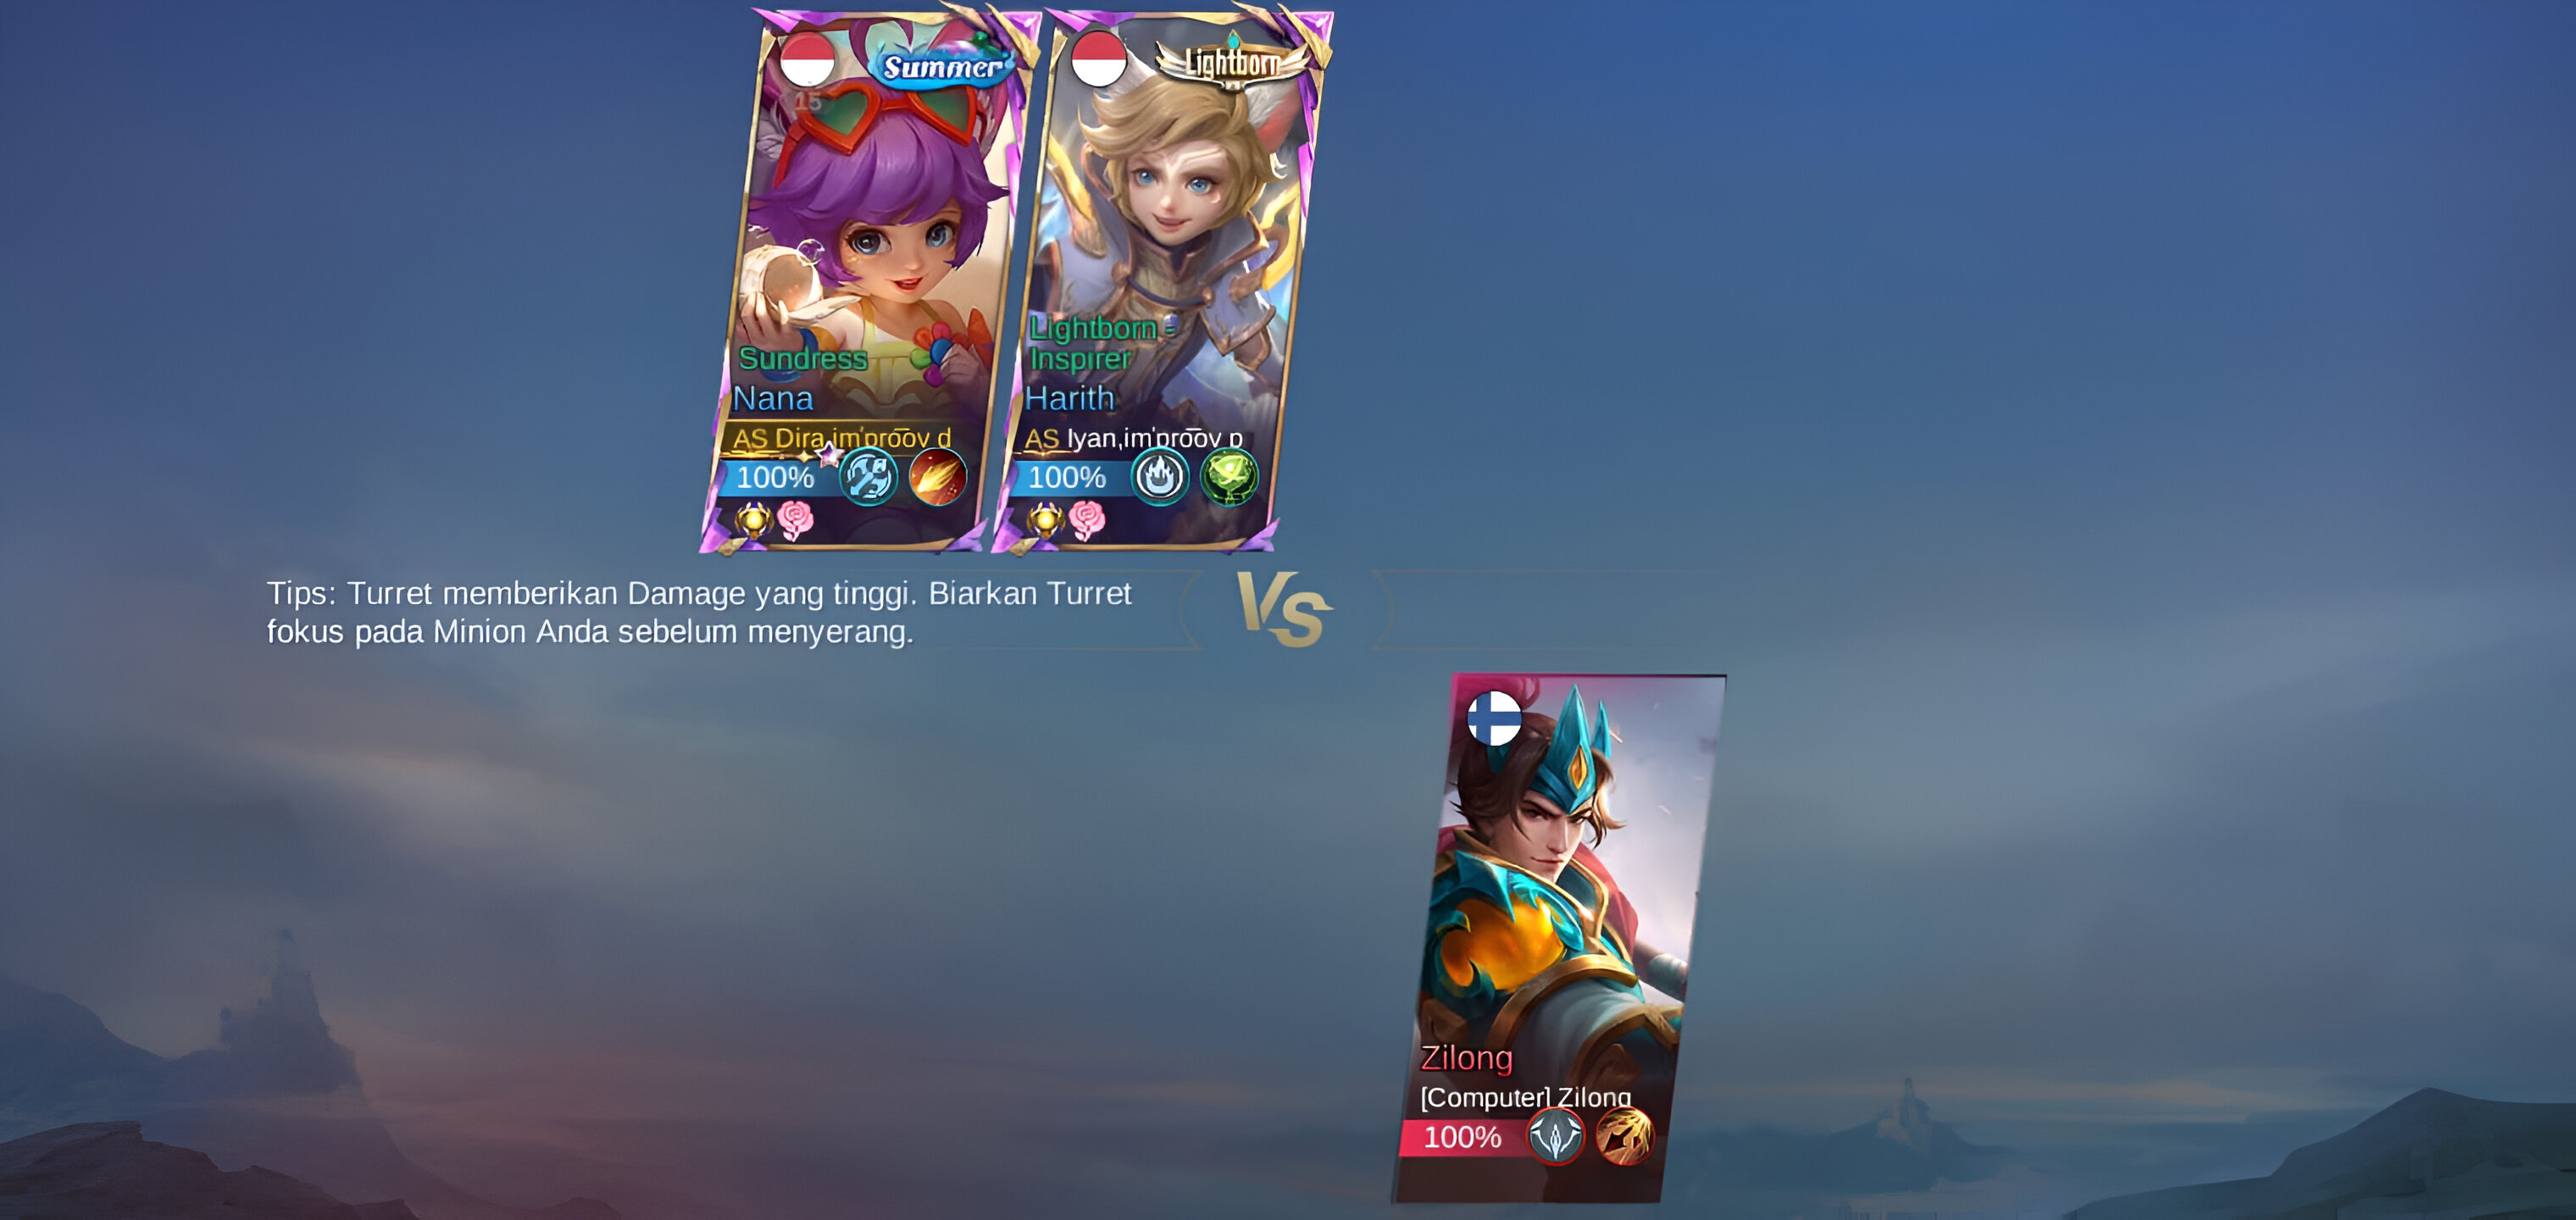 Summer
15
Sundress
Nana
AS Dira,im'proov d
100%
Lightborn
Lightborn -
Inspirer
Harith
AS Iyan,im'proov p
100%
Tips: Turret memberikan Damage yang tinggi. Biarkan Turret
fokus pada Minion Anda sebelum menyerang.
VS
Zilong
[Computer] Zilong
100%